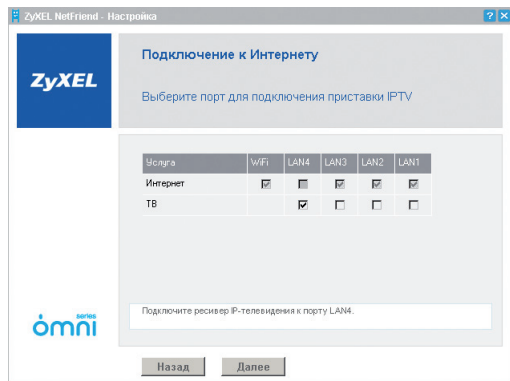 ZyXEL NetFriend - Настройка
ZyXEL
Подключение к Интернету
Выберите порт для подключения приставки IPTV
Услуга WiFi LAN4 LAN3 LAN2 LAN1
Интернет
ТВ
Подключите ресивер IP-телевидения к порту LAN4.
omni series
Назад Далее